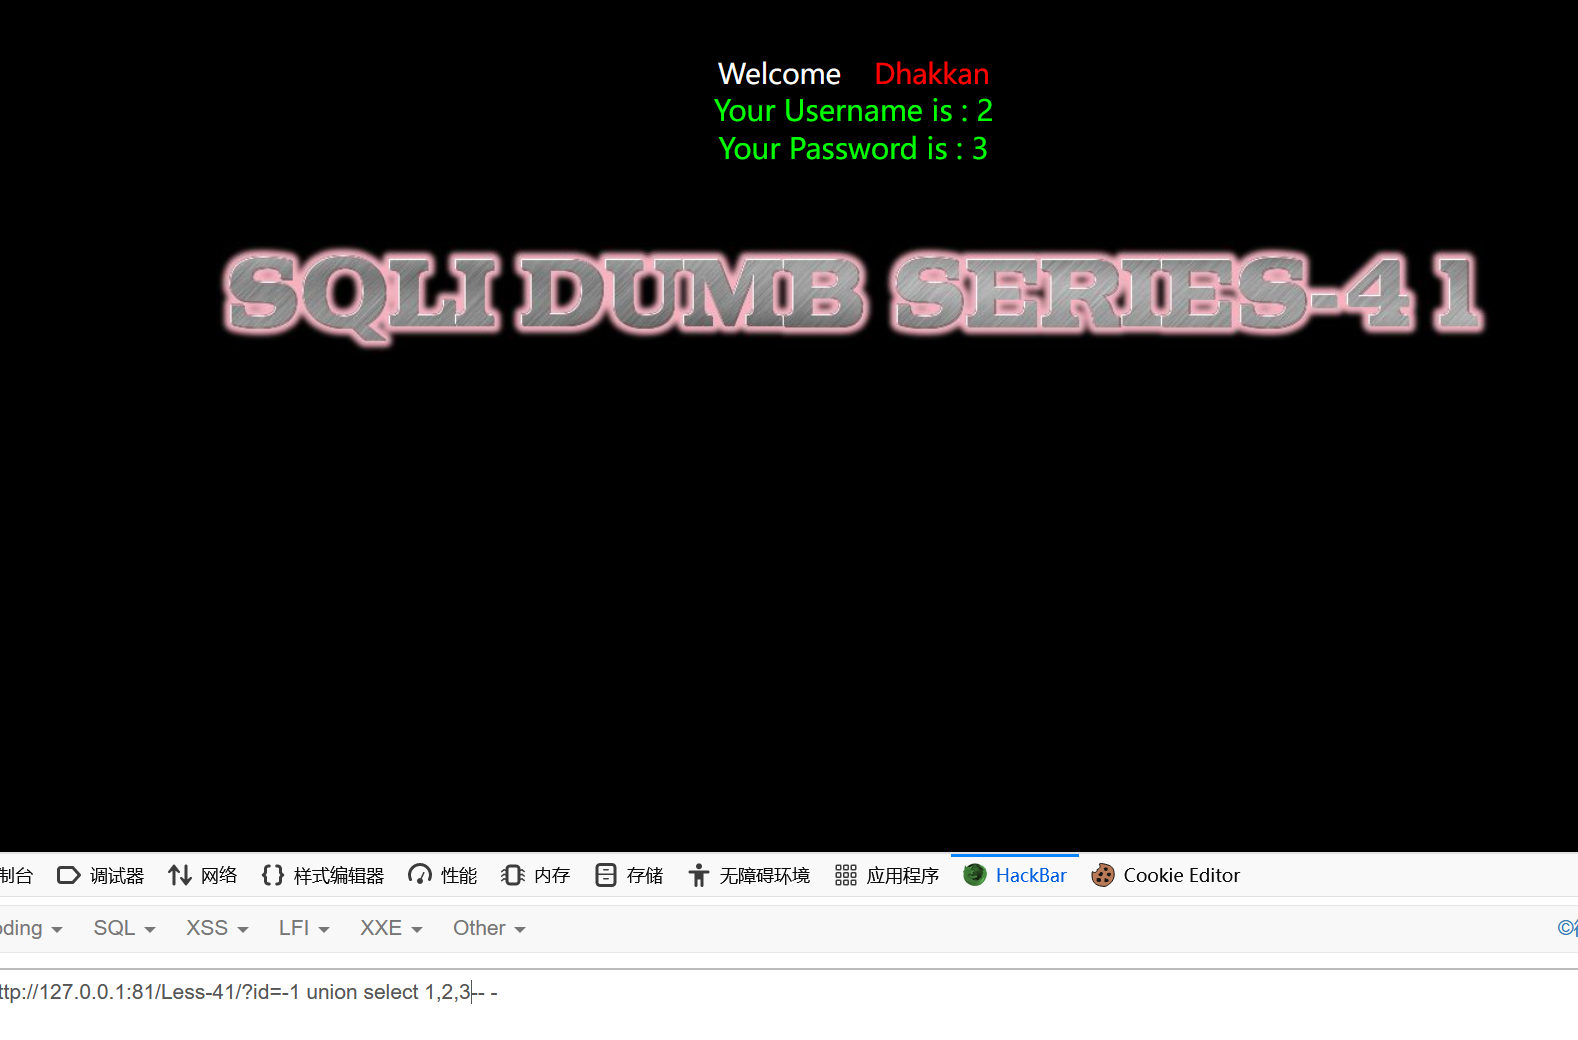 Welcome Dhakkan
Your Username is : 2
Your Password is : 3
SQLI DUMB SERIES-41
制台 调试器 网络 样式编辑器 性能 内存 存储 无障碍环境 应用程序 HackBar Cookie Editor
oding SQL XSS LFI XXE Other ©
ttp://127.0.0.1:81/Less-41/?id=-1 union select 1,2,3-- -